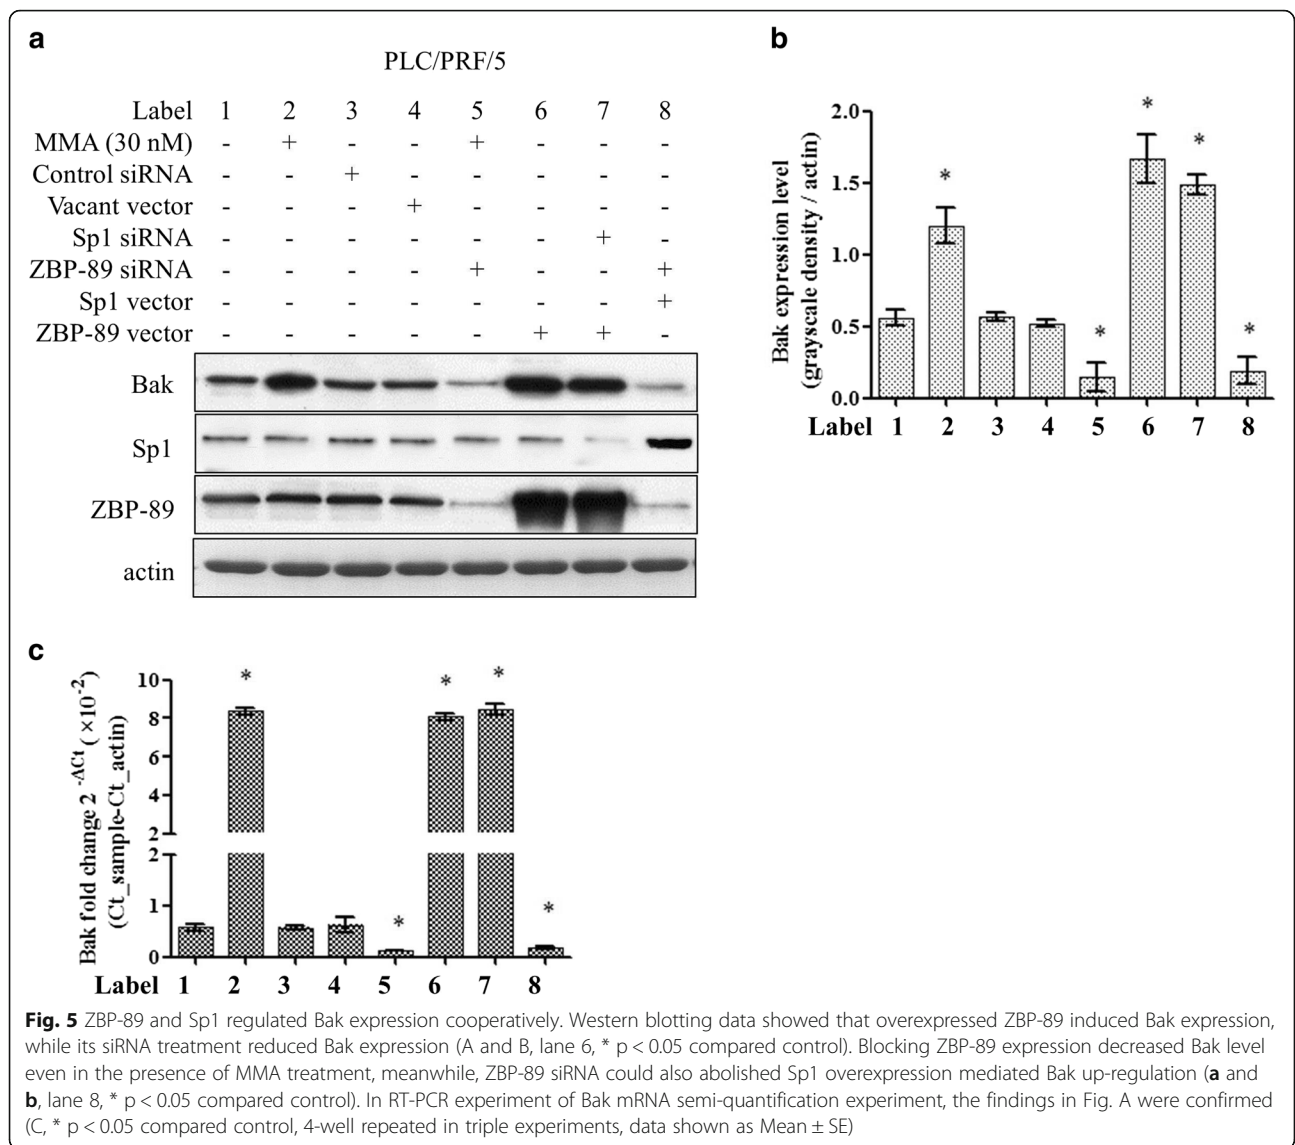 a
PLC/PRF/5
Label 1 2 3 4 5 6 7 8
MMA (30 nM) - + - - + - - -
Control siRNA - - + - - - - -
Vacant vector - - - + - - - -
Sp1 siRNA - - - - - - + -
ZBP-89 siRNA - - - - + - - +
Sp1 vector - - - - - - - +
ZBP-89 vector - - - - - + + -
Bak
Sp1
ZBP-89
actin
b
Bak expression level
(grayscale density / actin)
2.0
1.5
1.0
0.5
0.0
* * * * *
Label 1 2 3 4 5 6 7 8
c
Bak fold change 2 -ΔCt (×10-2)
(Ct_sample-Ct_actin)
10
8
6
4
2
2
1
0
* * * * *
Label 1 2 3 4 5 6 7 8
Fig. 5 ZBP-89 and Sp1 regulated Bak expression cooperatively. Western blotting data showed that overexpressed ZBP-89 induced Bak expression,
while its siRNA treatment reduced Bak expression (A and B, lane 6, * p < 0.05 compared control). Blocking ZBP-89 expression decreased Bak level
even in the presence of MMA treatment, meanwhile, ZBP-89 siRNA could also abolished Sp1 overexpression mediated Bak up-regulation (a and
b, lane 8, * p < 0.05 compared control). In RT-PCR experiment of Bak mRNA semi-quantification experiment, the findings in Fig. A were confirmed
(C, * p < 0.05 compared control, 4-well repeated in triple experiments, data shown as Mean ± SE)